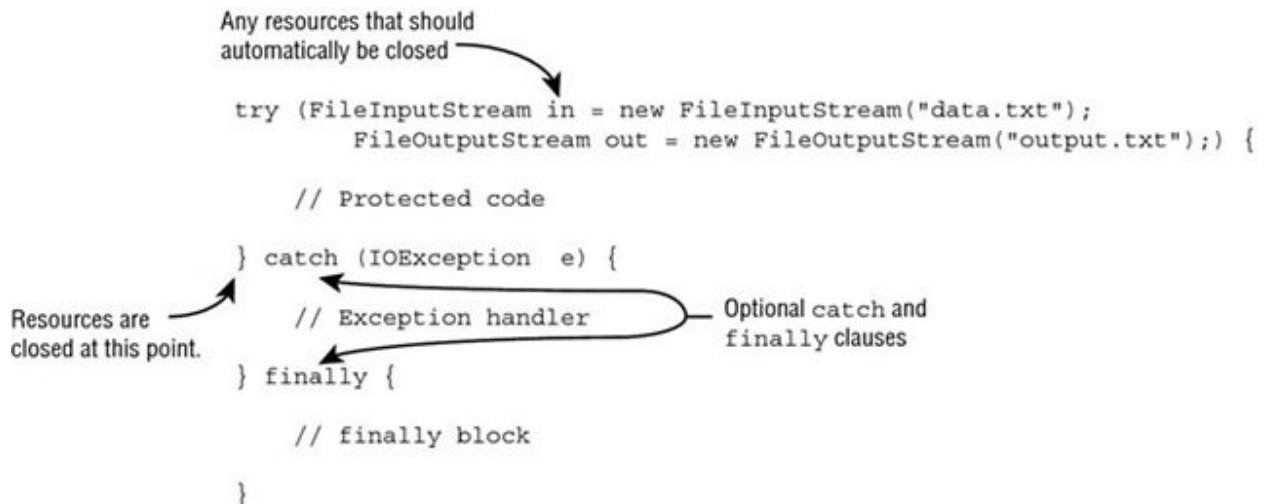 Any resources that should
automatically be closed
try (FileInputStream in = new FileInputStream("data.txt");
FileOutputStream out = new FileOutputStream("output.txt");) {
// Protected code
} catch (IOException  e) {
Resources are
closed at this point.
// Exception handler
Optional catch and
finally clauses
} finally {
// finally block
}